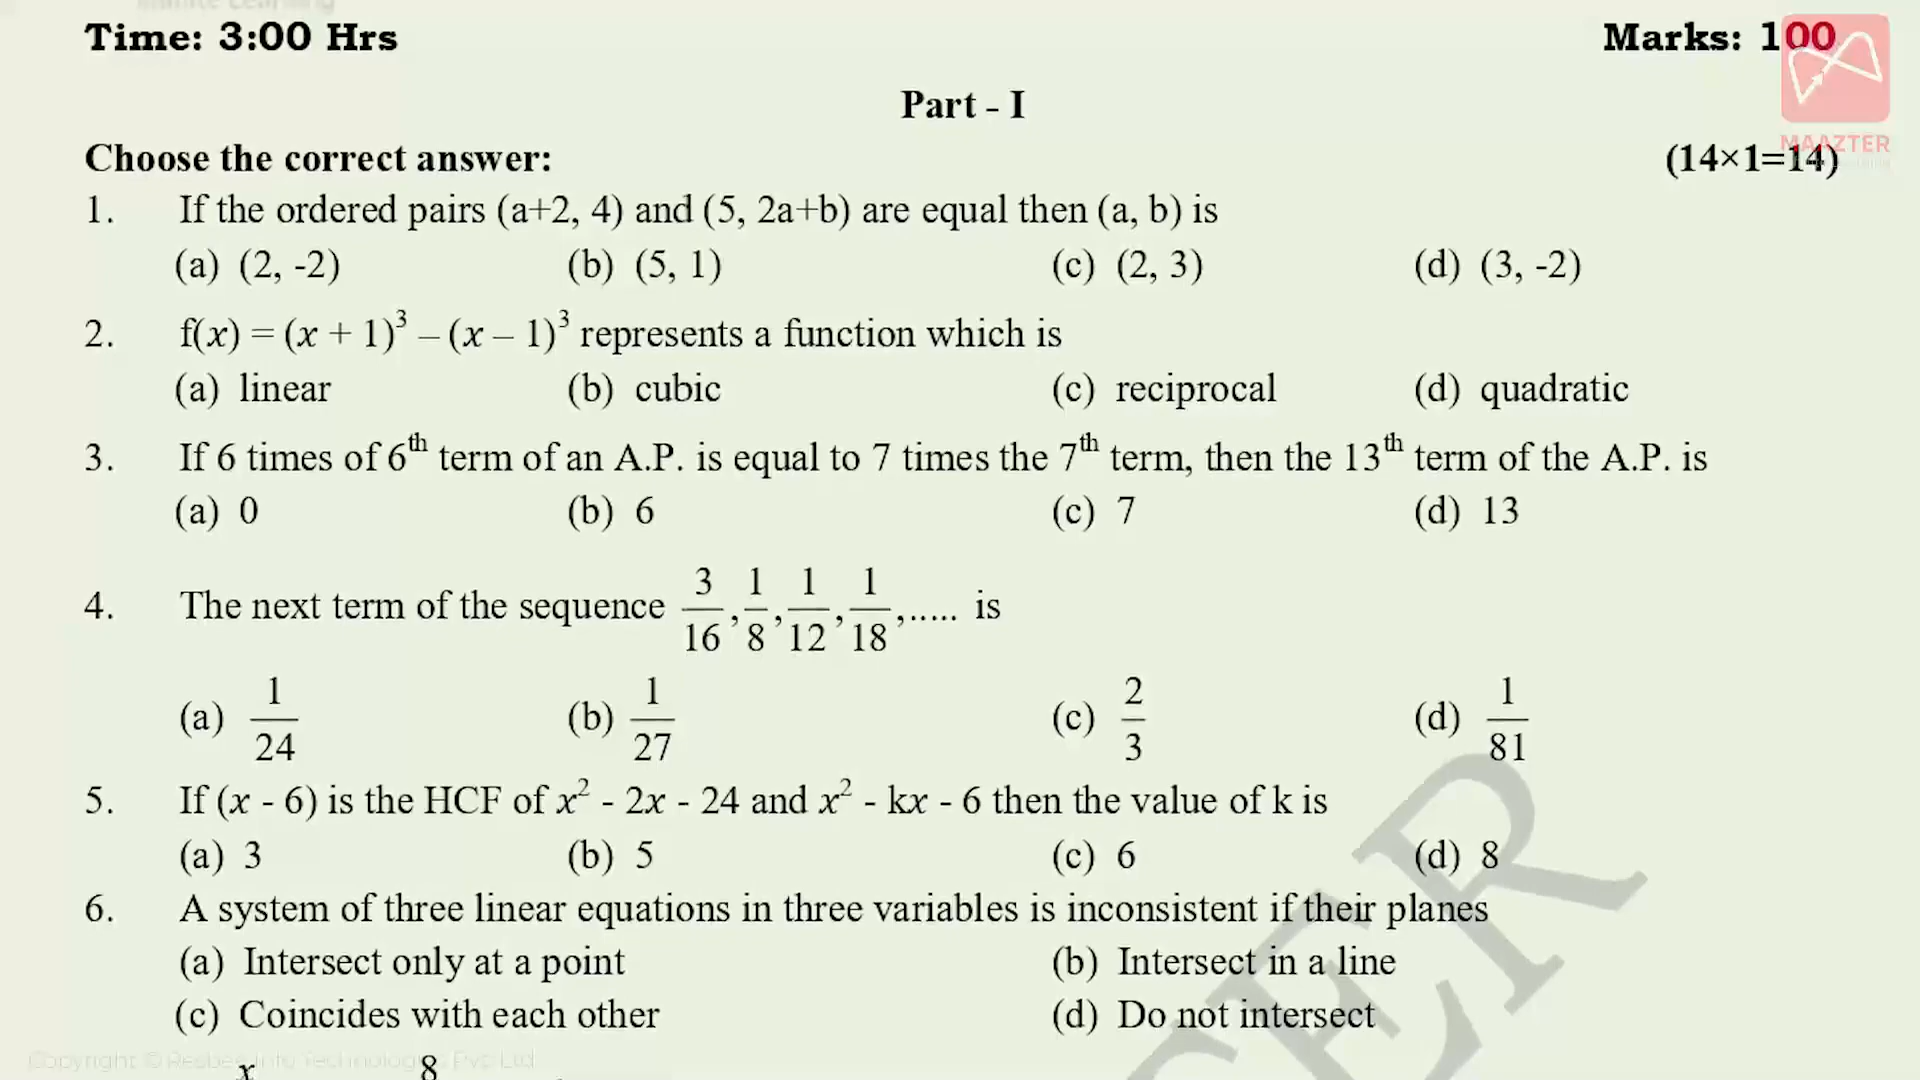 Time: 3:00 Hrs Marks: 100
MAAZTER
Part - I
Choose the correct answer: (14×1=14)
1. If the ordered pairs (a+2, 4) and (5, 2a+b) are equal then (a, b) is
(a) (2, -2) (b) (5, 1) (c) (2, 3) (d) (3, -2)
2. f(x) = (x + 1)³ – (x – 1)³ represents a function which is
(a) linear (b) cubic (c) reciprocal (d) quadratic
3. If 6 times of 6th term of an A.P. is equal to 7 times the 7th term, then the 13th term of the A.P. is
(a) 0 (b) 6 (c) 7 (d) 13
4. The next term of the sequence 3/16, 1/8, 1/12, 1/18,..... is
(a) 1/24 (b) 1/27 (c) 2/3 (d) 1/81
5. If (x - 6) is the HCF of x² - 2x - 24 and x² - kx - 6 then the value of k is
(a) 3 (b) 5 (c) 6 (d) 8
6. A system of three linear equations in three variables is inconsistent if their planes
(a) Intersect only at a point (b) Intersect in a line
(c) Coincides with each other (d) Do not intersect
x 8
Copyright © Info Technologies Pvt Ltd
TER